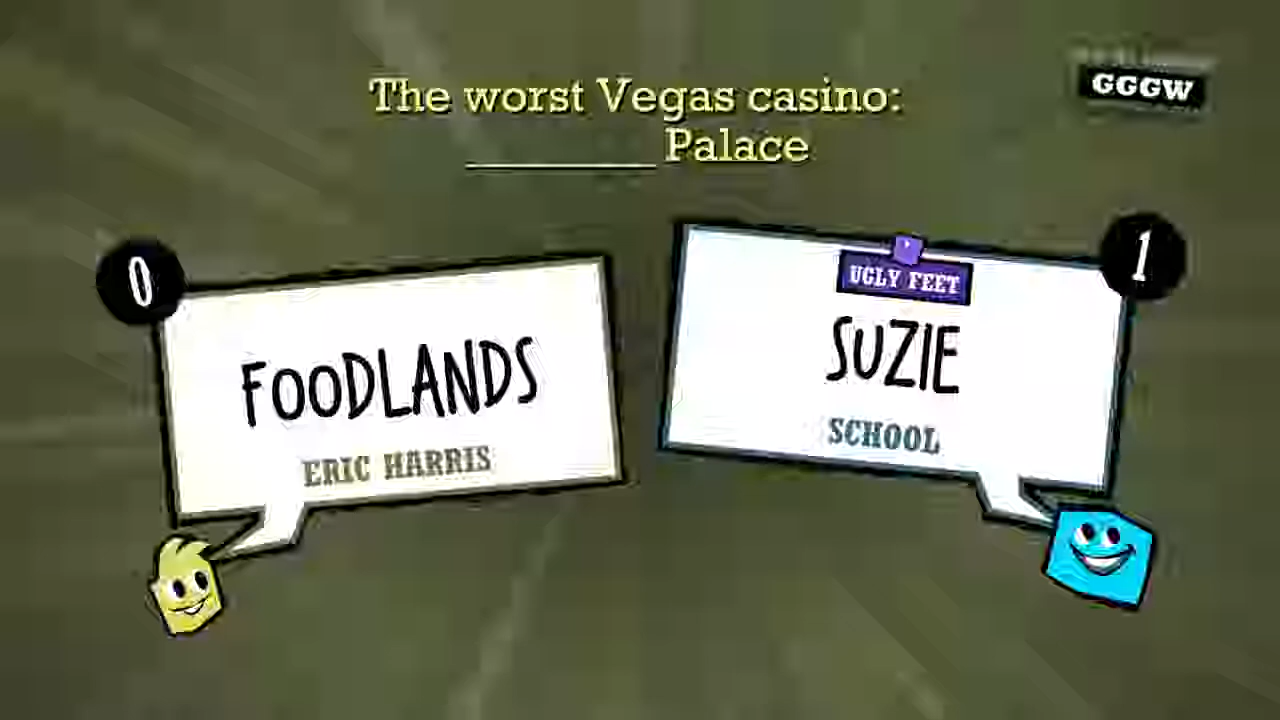 The worst Vegas casino:
________ Palace
GGGW
0
FOODLANDS
ERIC HARRIS
1
UGLY FEET
SUZIE
SCHOOL